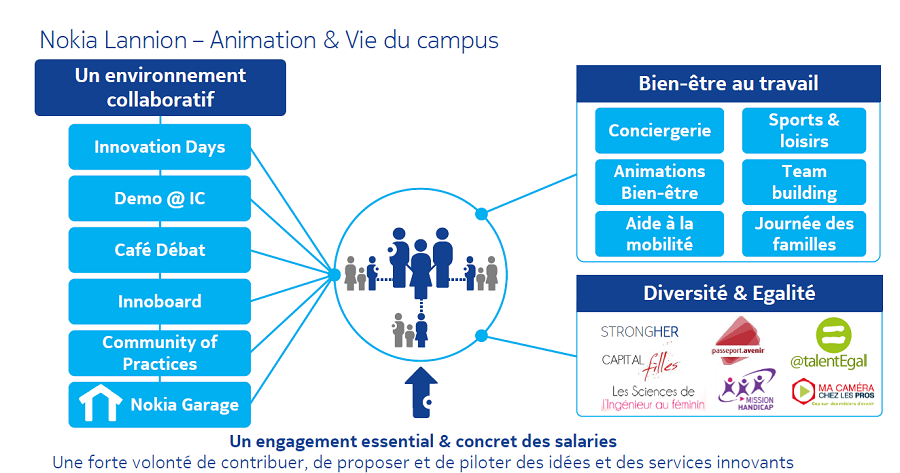 Nokia Lannion – Animation & Vie du campus
Un environnement
collaboratif
Innovation Days
Demo @ IC
Café Débat
Innoboard
Community of
Practices
Nokia Garage
Bien-être au travail
Conciergerie
Sports &
loisirs
Animations
Bien-être
Team
building
Aide à la
mobilité
Journée des
familles
Diversité & Egalité
STRONGHER
passeport.avenir
@talentEgal
CAPITAL
filles
Les Sciences de
l'Ingénieur au féminin
MISSION
HANDICAP
MA CAMÉRA
CHEZ LES PROS
Un engagement essential & concret des salaries
Une forte volonté de contribuer, de proposer et de piloter des idées et des services innovants